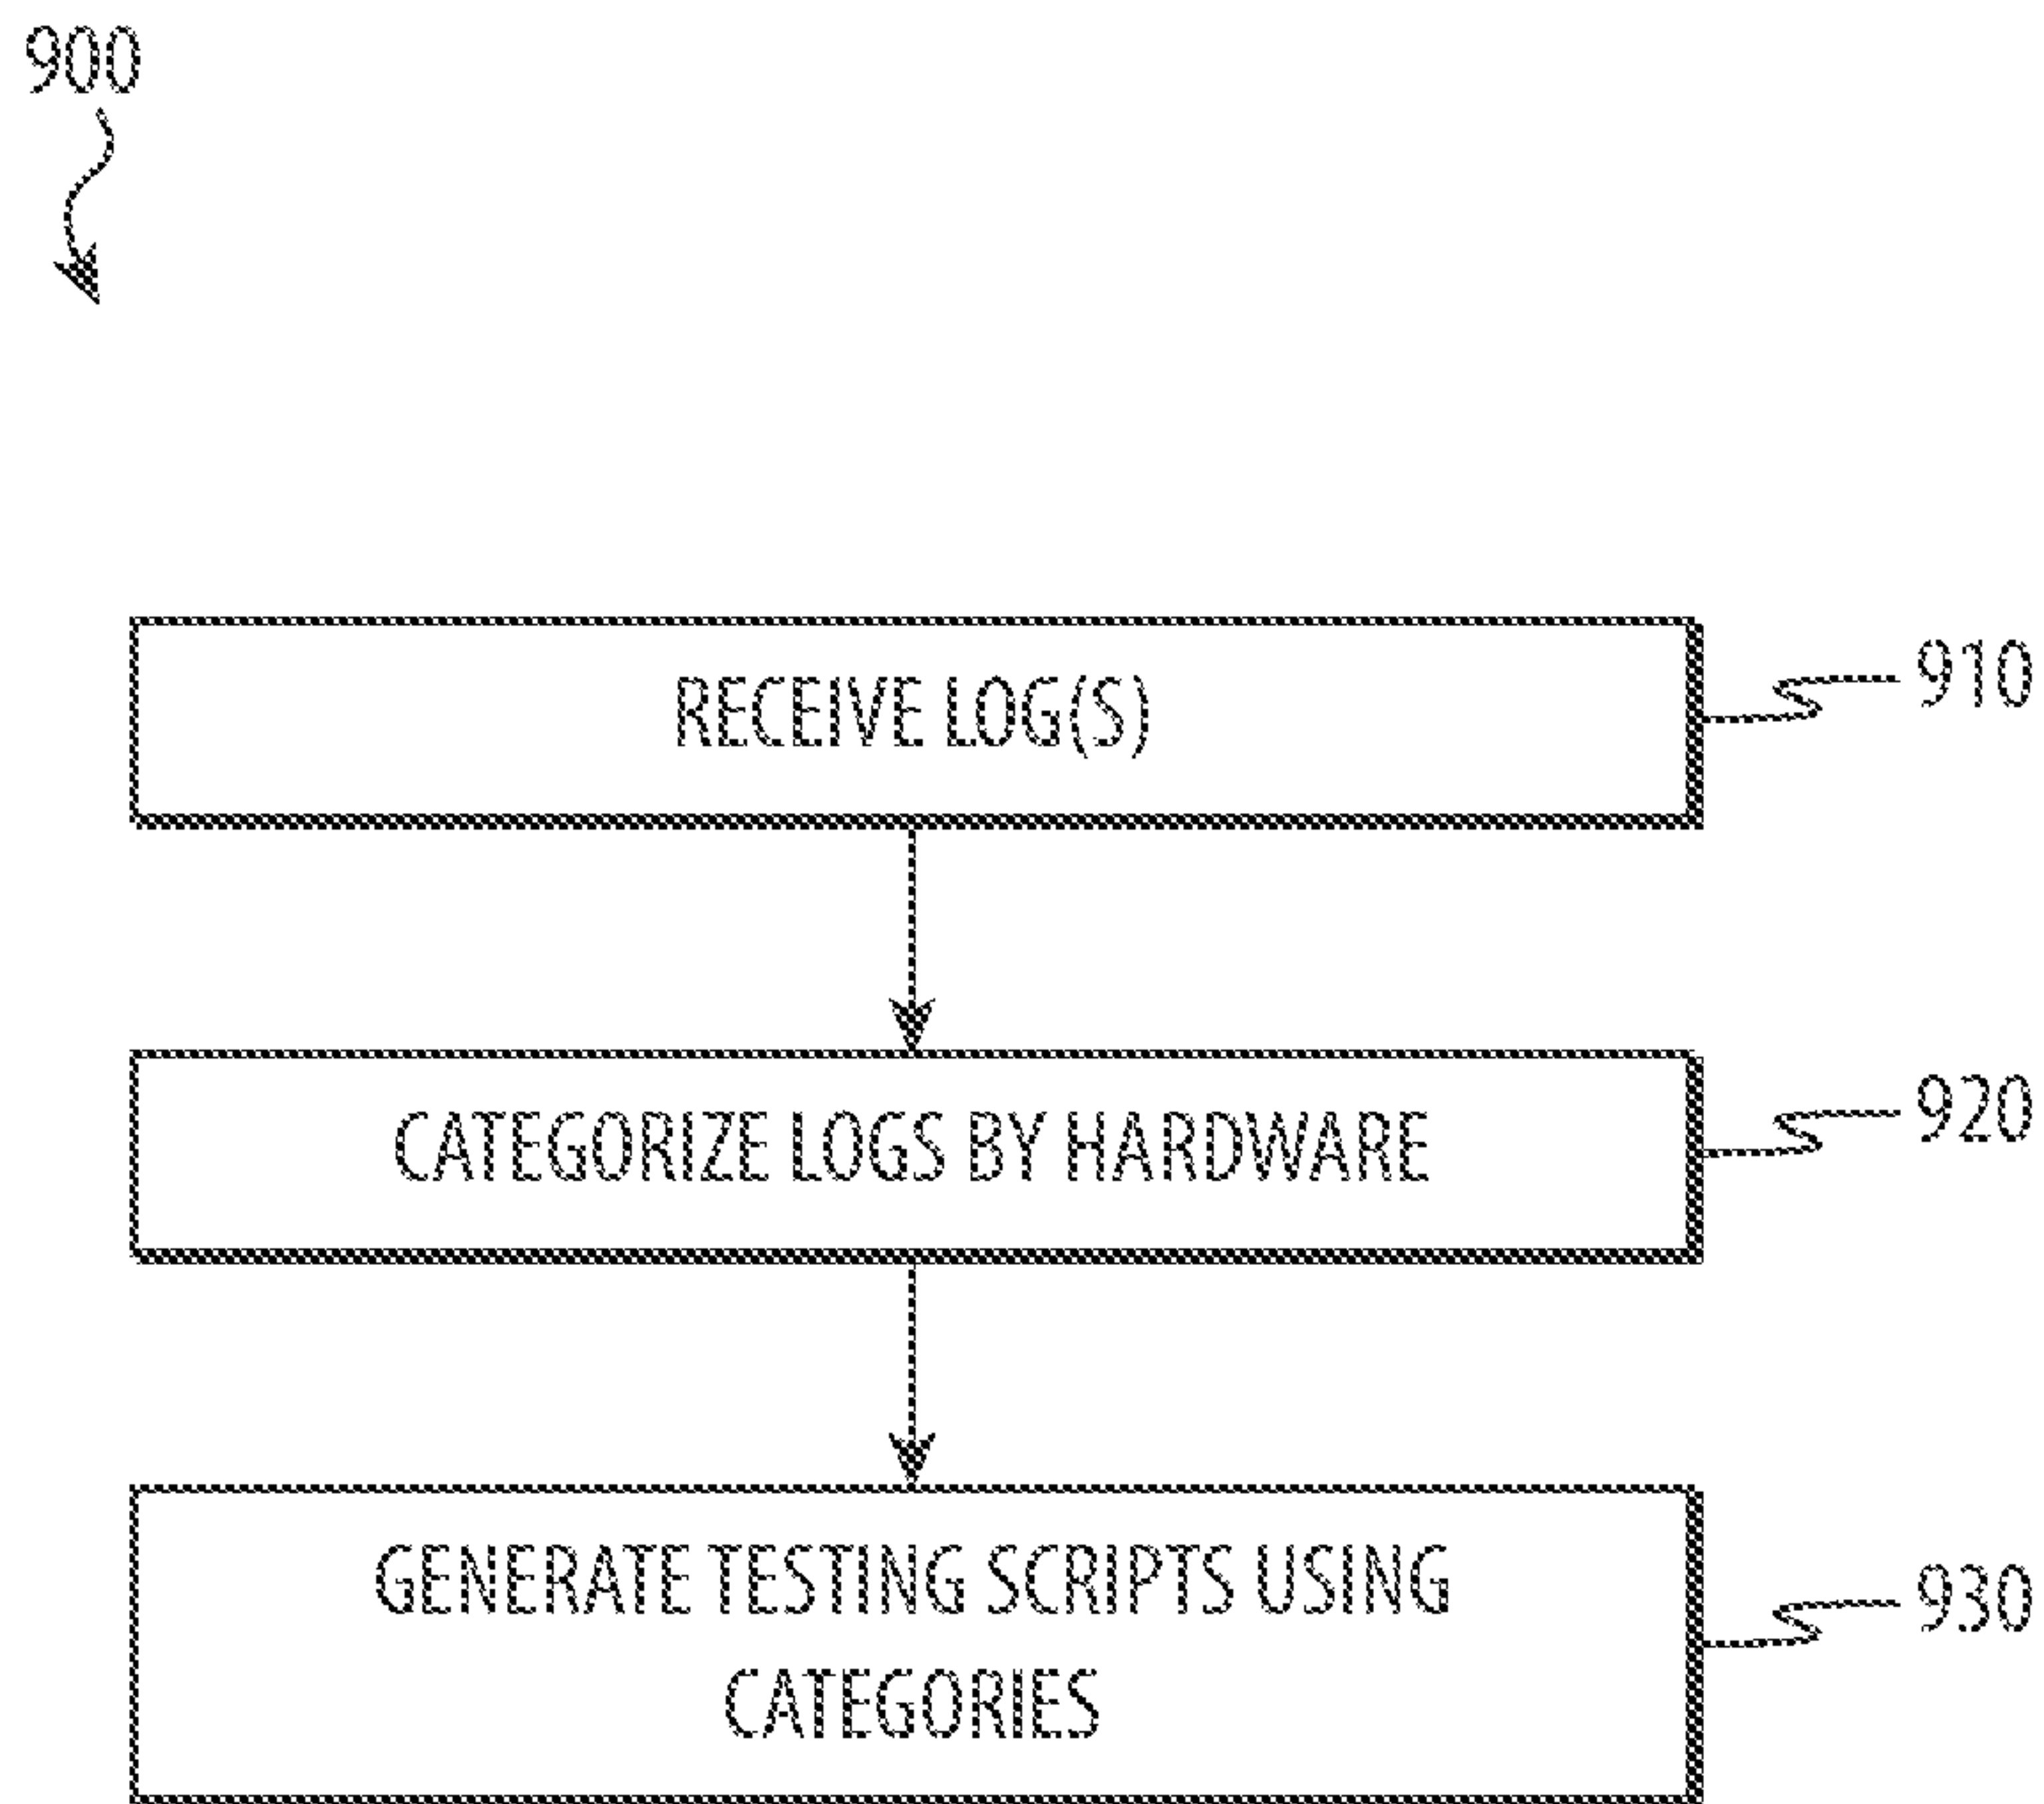 900
RECEIVE LOG(S)
910
CATEGORIZE LOGS BY HARDWARE
920
GENERATE TESTING SCRIPTS USING
CATEGORIES
930